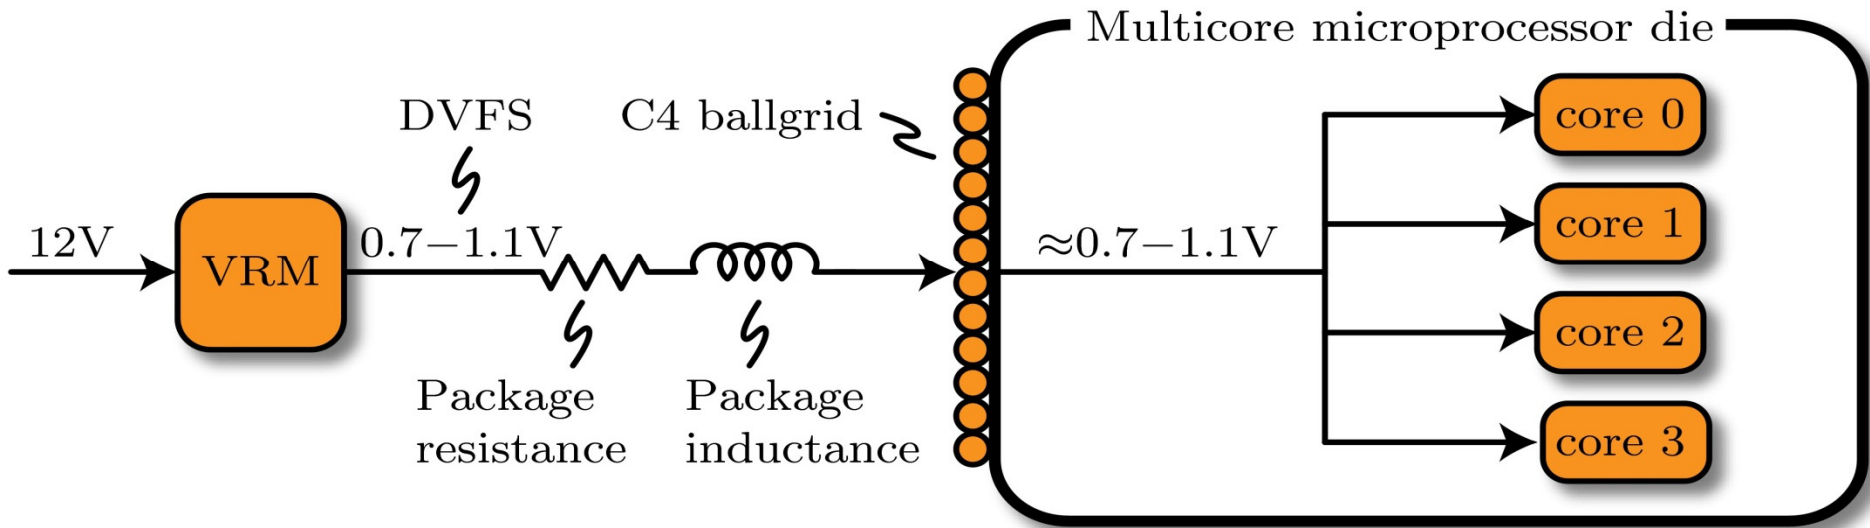 Multicore microprocessor die
DVFS
C4 ballgrid
core 0
12V
VRM
0.7−1.1V
≈0.7−1.1V
core 1
core 2
Package
resistance
Package
inductance
core 3